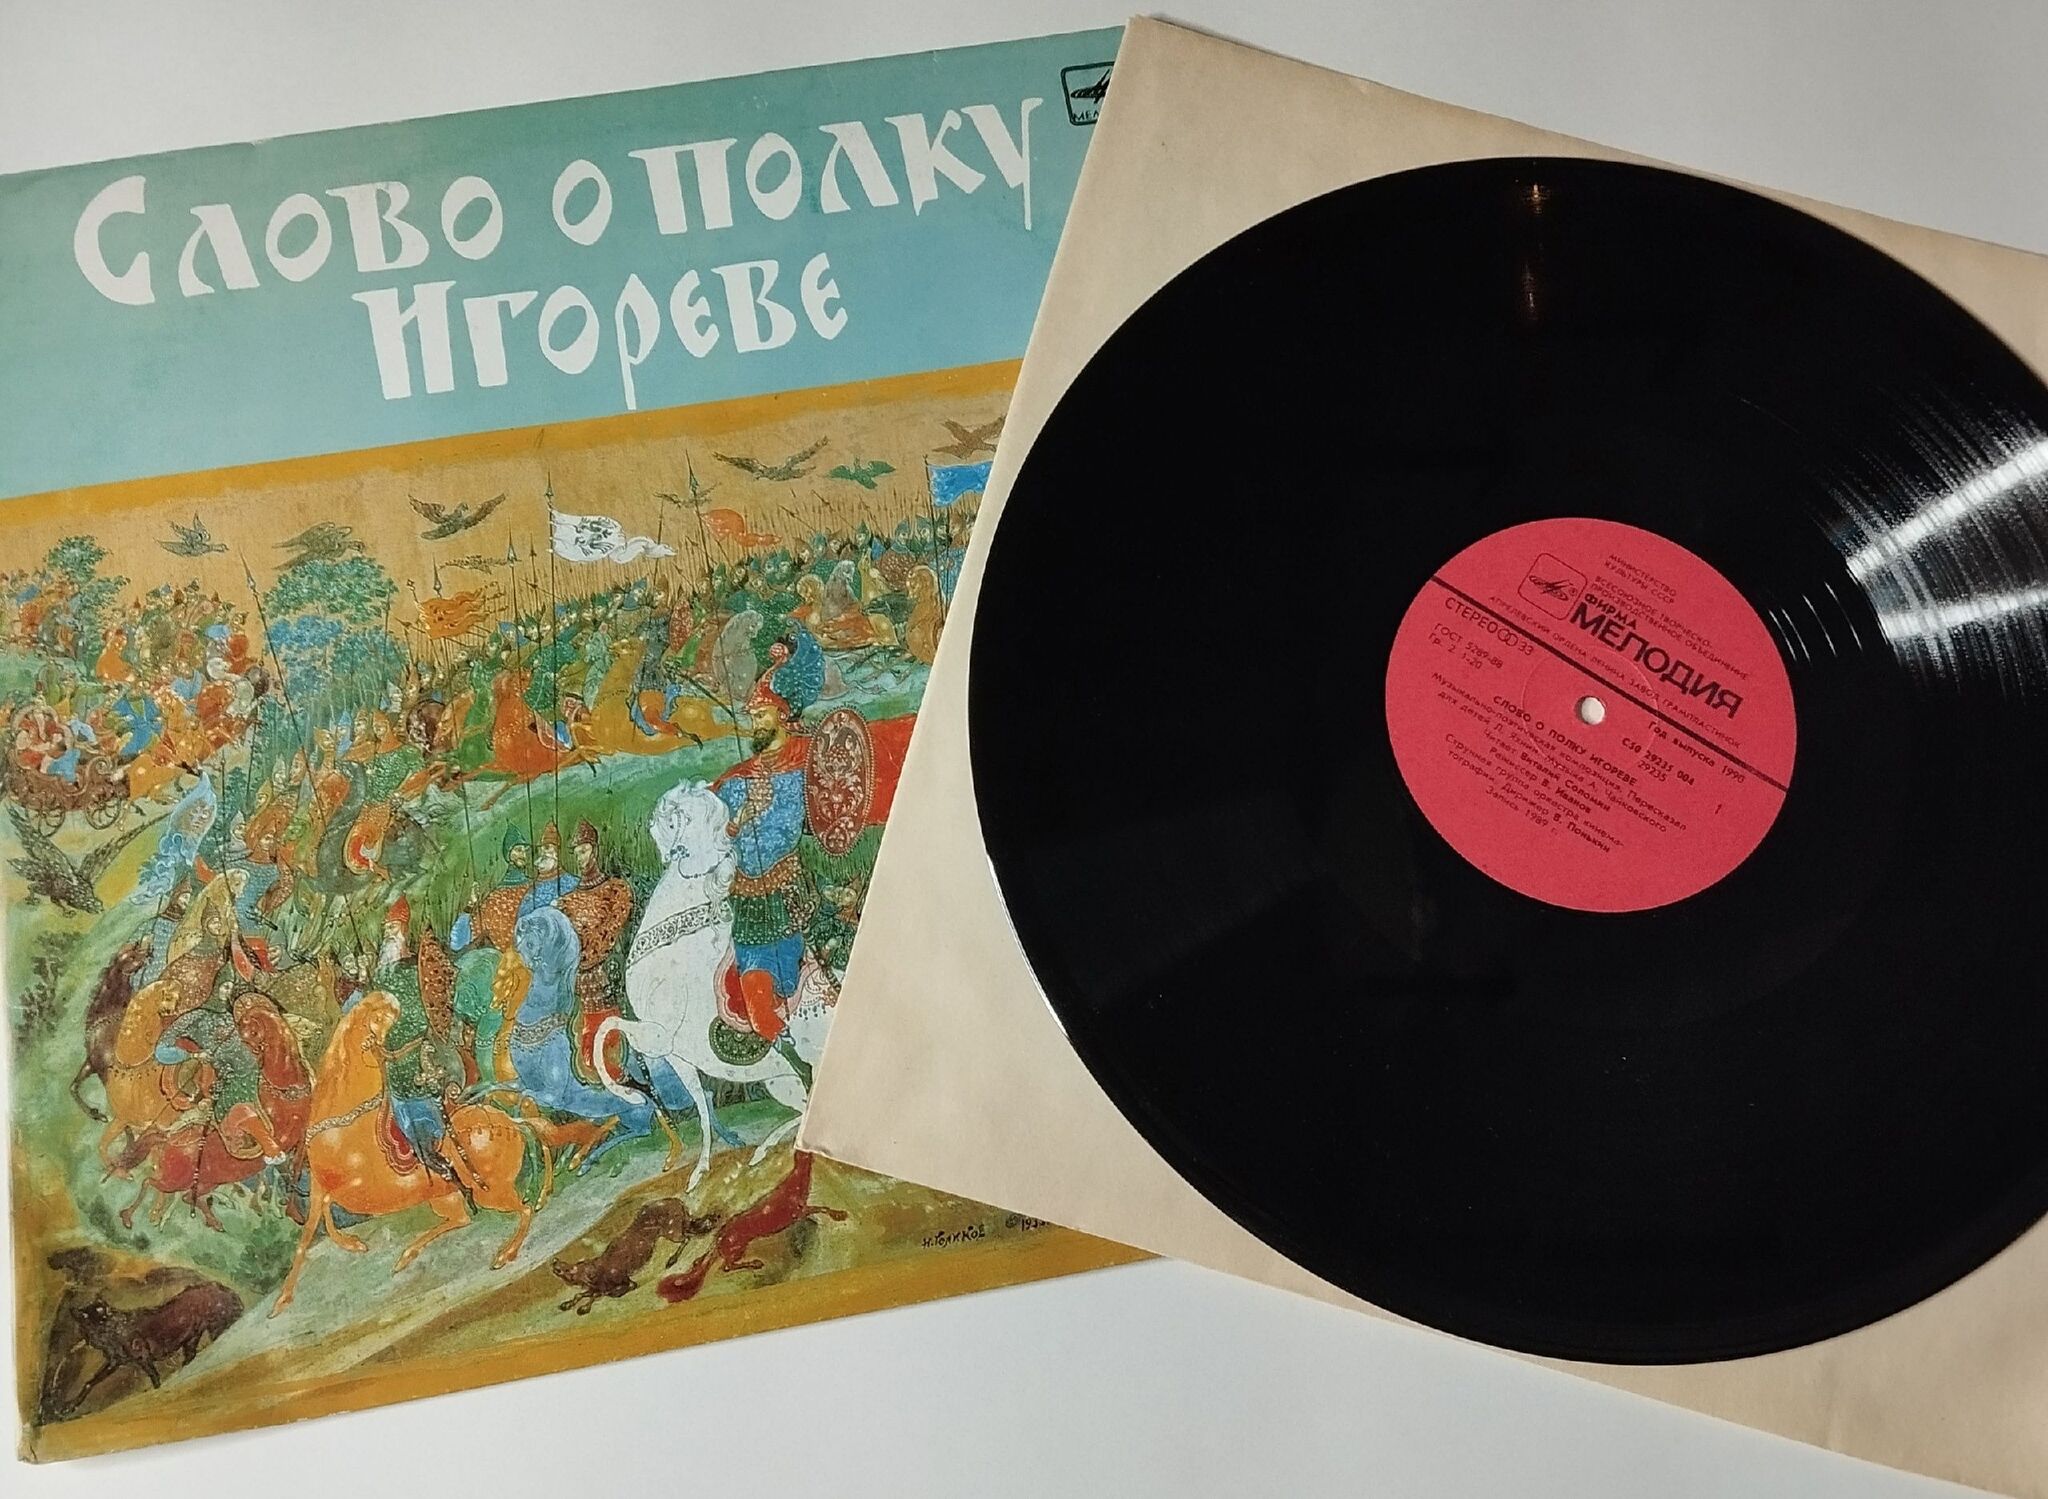 Слово о полку
Игореве
Н. Голиков
МИНИСТЕРСТВО
КУЛЬТУРЫ СССР
ВСЕСОЮЗНОЕ ТВОРЧЕСКО-
ПРОИЗВОДСТВЕННОЕ ОБЪЕДИНЕНИЕ
ФИРМА
МЕЛОДИЯ
АПРЕЛЕВСКИЙ ОРДЕНА ЛЕНИНА ЗАВОД ГРАМПЛАСТИНОК
СТЕРЕО 33
Год выпуска 1990
ГОСТ 5289-88
С50 29235 004
Гр. 2. 1-20
29235
1
СЛОВО О ПОЛКУ ИГОРЕВЕ
Музыкально-поэтическая композиция. Пересказал
для детей Л. Яхнин. Музыка А. Чайковского
Читает Виталий Соломин
Режиссер В. Иванов
Струнная группа оркестра кинема-
тографии. Дирижер В. Понькин
Запись 1989 г.